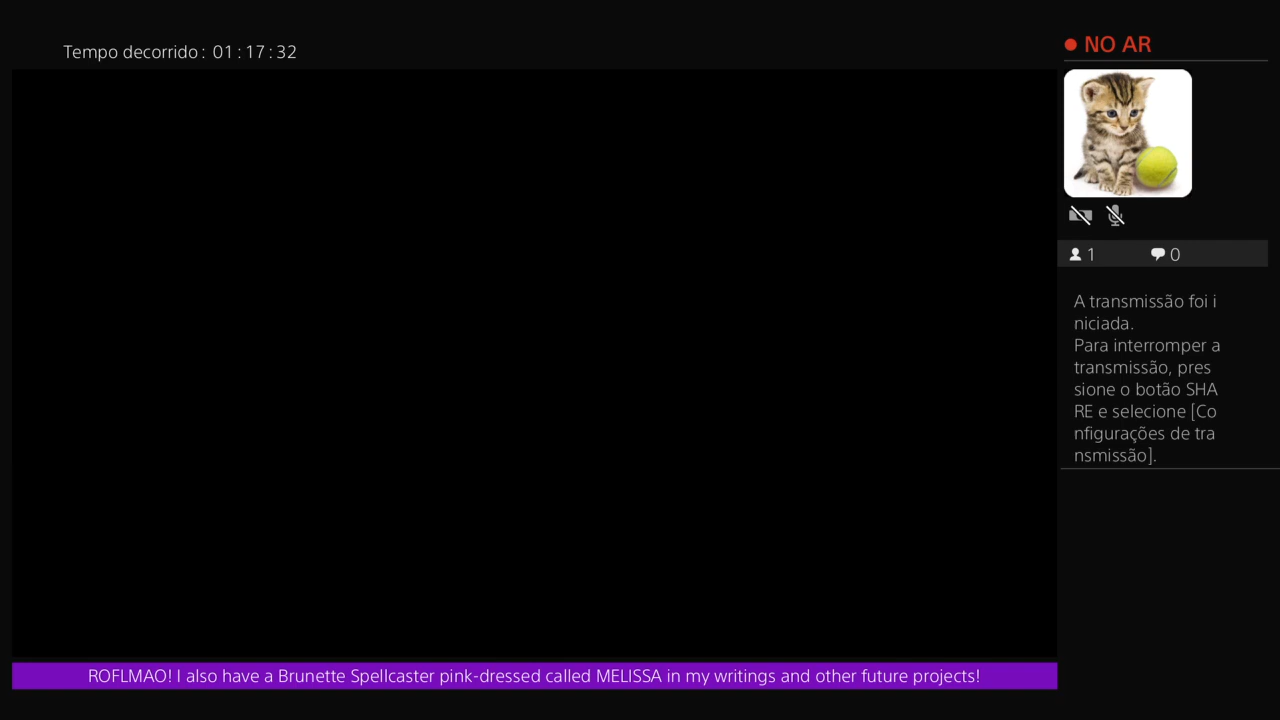 Tempo decorrido : 01 : 17 : 32
NO AR
1 0
A transmissão foi i
niciada.
Para interromper a
transmissão, pres
sione o botão SHA
RE e selecione [Co
nfigurações de tra
nsmissão].
ROFLMAO! I also have a Brunette Spellcaster pink-dressed called MELISSA in my writings and other future projects!